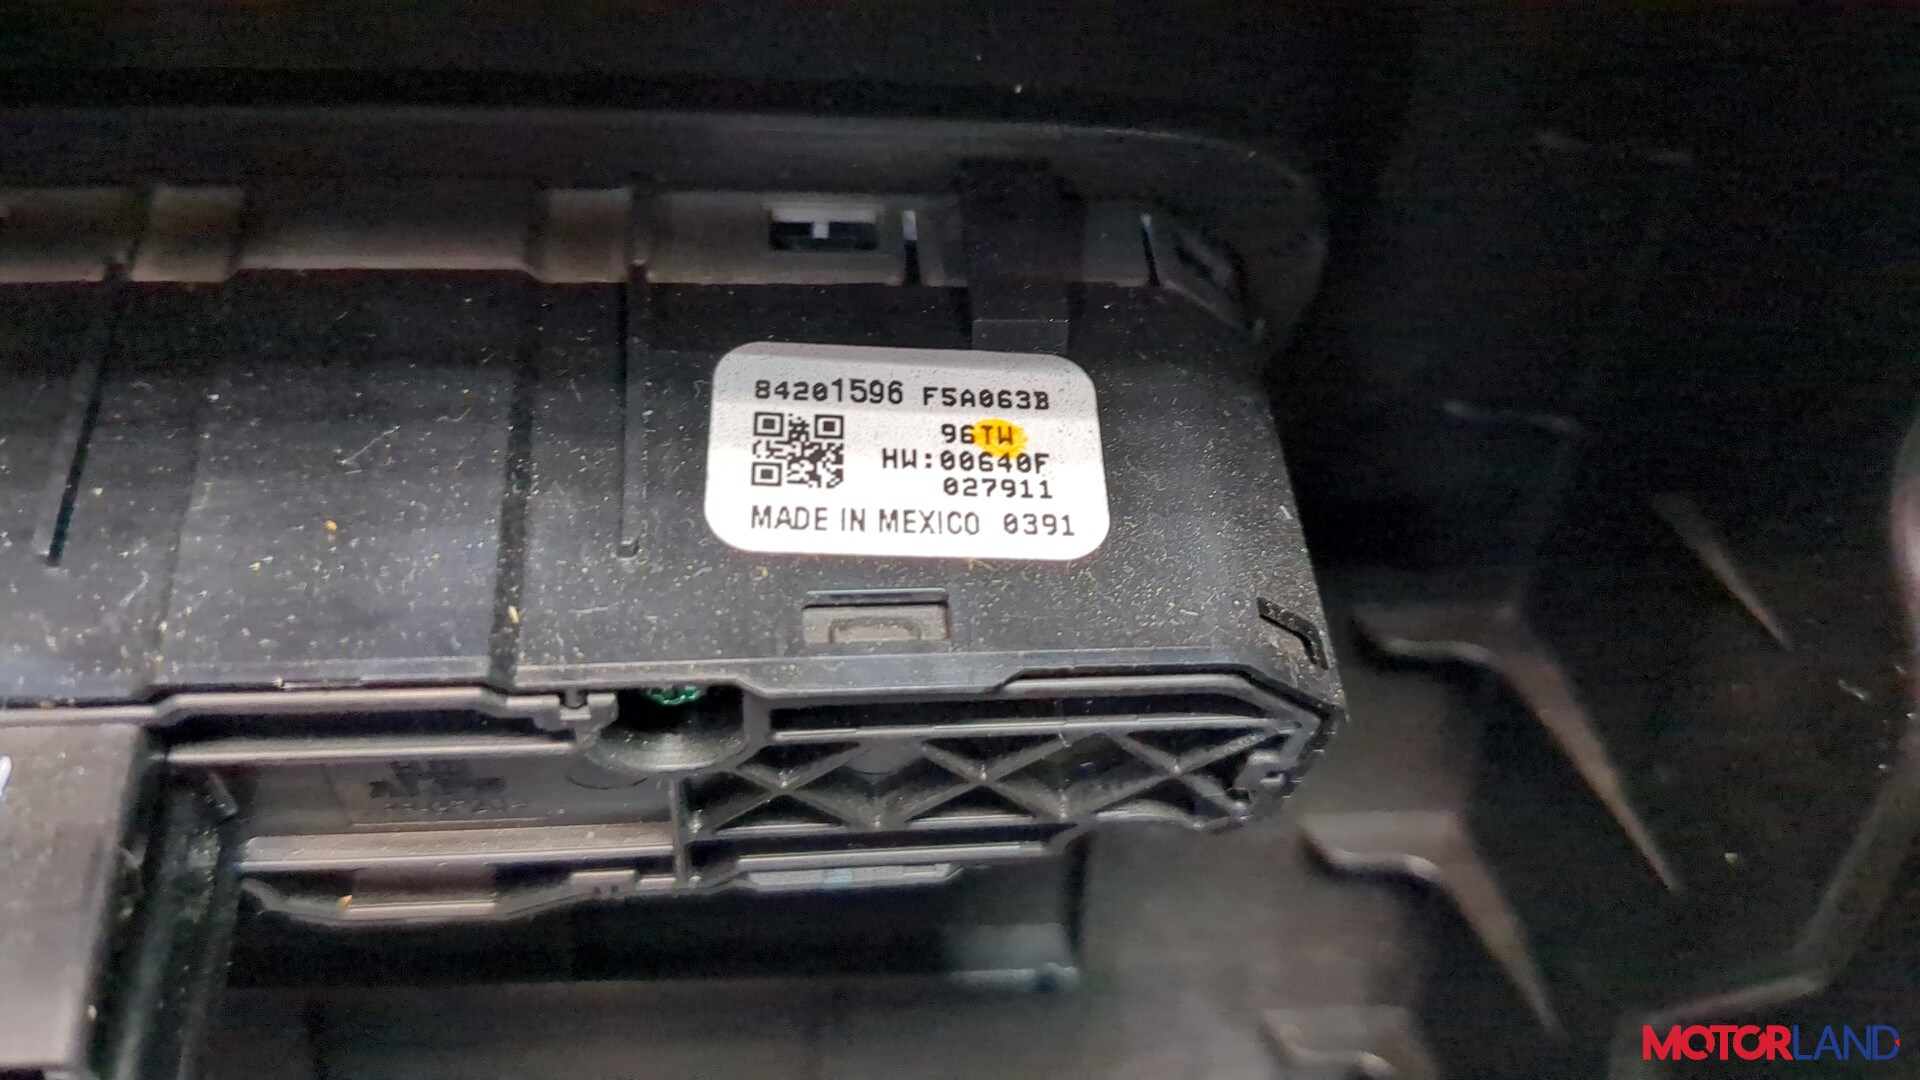 84201596 F5A063B
96TW
HW:00640F
027911
MADE IN MEXICO 0391
MOTORLAND